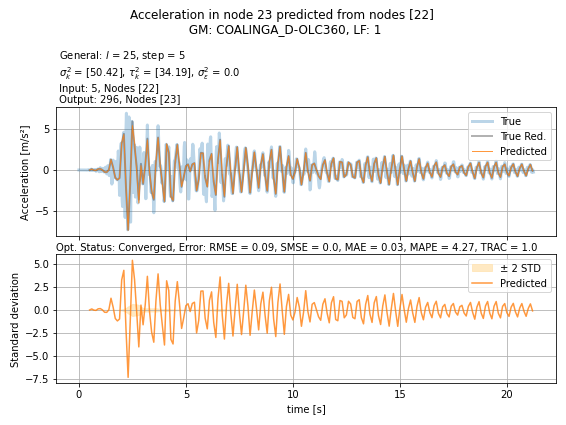 Acceleration in node 23 predicted from nodes [22]
GM: COALINGA_D-OLC360, LF: 1
General: l = 25, step = 5
σ²ₖ = [50.42], τ²ₖ = [34.19], σ²ε = 0.0
Input: 5, Nodes [22]
Output: 296, Nodes [23]
Acceleration [m/s²]
5
0
−5
True
True Red.
Predicted
Opt. Status: Converged, Error: RMSE = 0.09, SMSE = 0.0, MAE = 0.03, MAPE = 4.27, TRAC = 1.0
Standard deviation
5.0
2.5
0.0
−2.5
−5.0
−7.5
± 2 STD
Predicted
0 5 10 15 20
time [s]